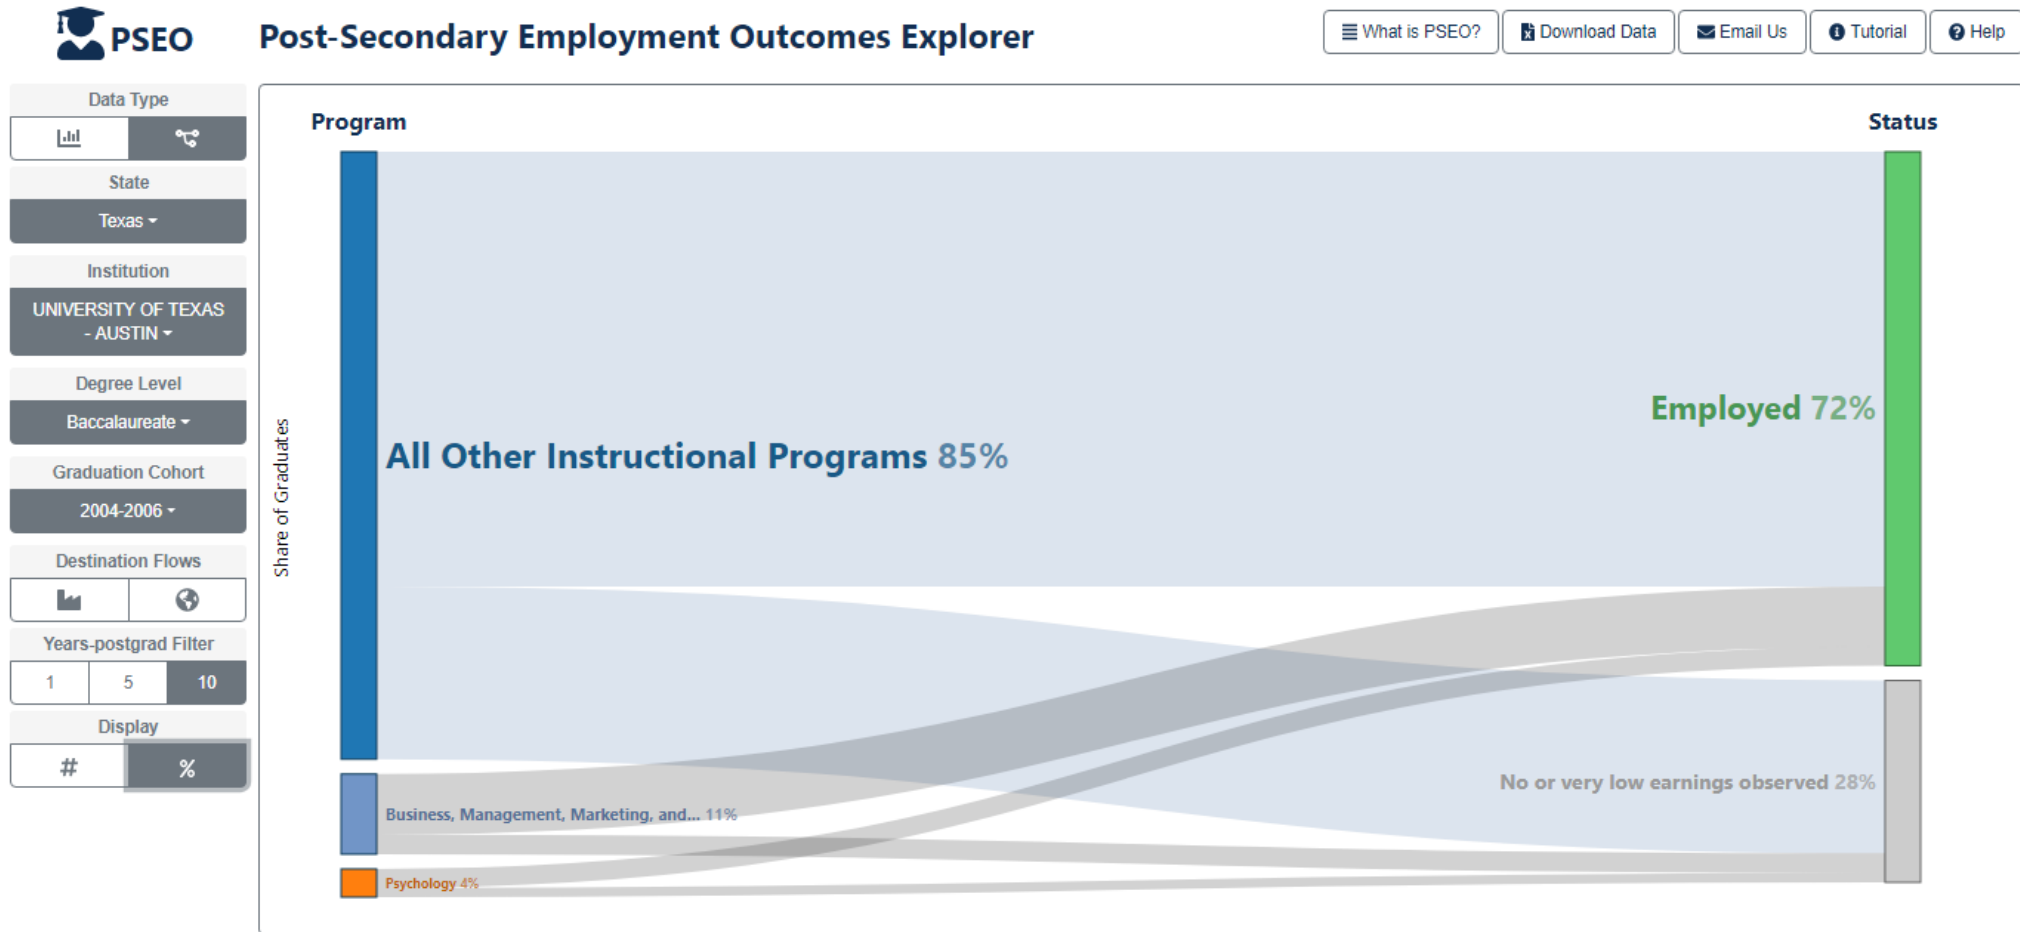 PSEO
Post-Secondary Employment Outcomes Explorer
What is PSEO?
Download Data
Email Us
Tutorial
Help
Data Type
State
Texas
Institution
UNIVERSITY OF TEXAS
- AUSTIN
Degree Level
Baccalaureate
Graduation Cohort
2004-2006
Destination Flows
Years-postgrad Filter
1 5 10
Display
# %
Program
Status
Share of Graduates
All Other Instructional Programs 85%
Business, Management, Marketing, and... 11%
Psychology 4%
Employed 72%
No or very low earnings observed 28%